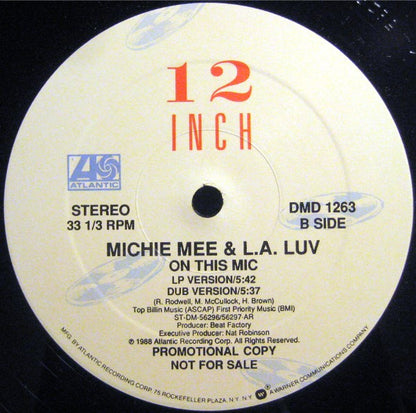 12
INCH
ATLANTIC
STEREO
33 1/3 RPM
DMD 1263
B SIDE
MICHIE MEE & L.A. LUV
ON THIS MIC
LP VERSION/5:42
DUB VERSION/5:37
(R. Rodwell, M. McCullock, H. Brown)
Top Billin Music (ASCAP) First Priority Music (BMI)
ST-DM-56296/56297-AR
Producer: Beat Factory
Executive Producer: Nat Robinson
℗ 1988 Atlantic Recording Corp. All Rights Reserved.
PROMOTIONAL COPY
NOT FOR SALE
MFG. BY ATLANTIC RECORDING CORP. 75 ROCKEFELLER PLAZA, N.Y. N.Y. A WARNER COMMUNICATIONS COMPANY